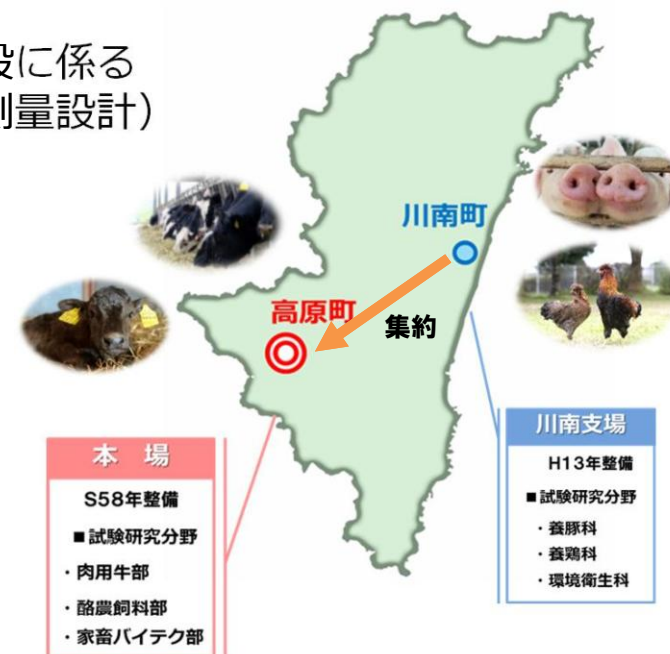 設に係る
測量設計）
川南町
高原町
集約
本 場
S58年整備
■試験研究分野
・肉用牛部
・酪農飼料部
・家畜バイテク部
川南支場
H13年整備
■試験研究分野
・養豚科
・養鶏科
・環境衛生科